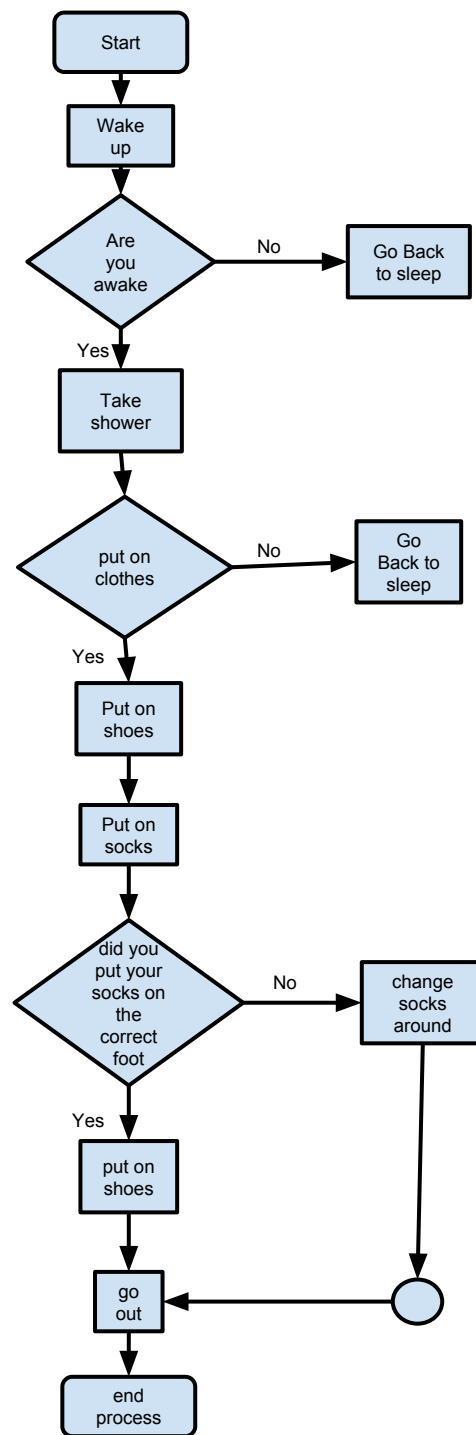 Start
Wake
up
Are
you
awake
No
Go Back
to sleep
Yes
Take
shower
put on
clothes
No
Go
Back to
sleep
Yes
Put on
shoes
Put on
socks
did you
put your
socks on
the
correct
foot
No
change
socks
around
Yes
put on
shoes
go
out
end
process